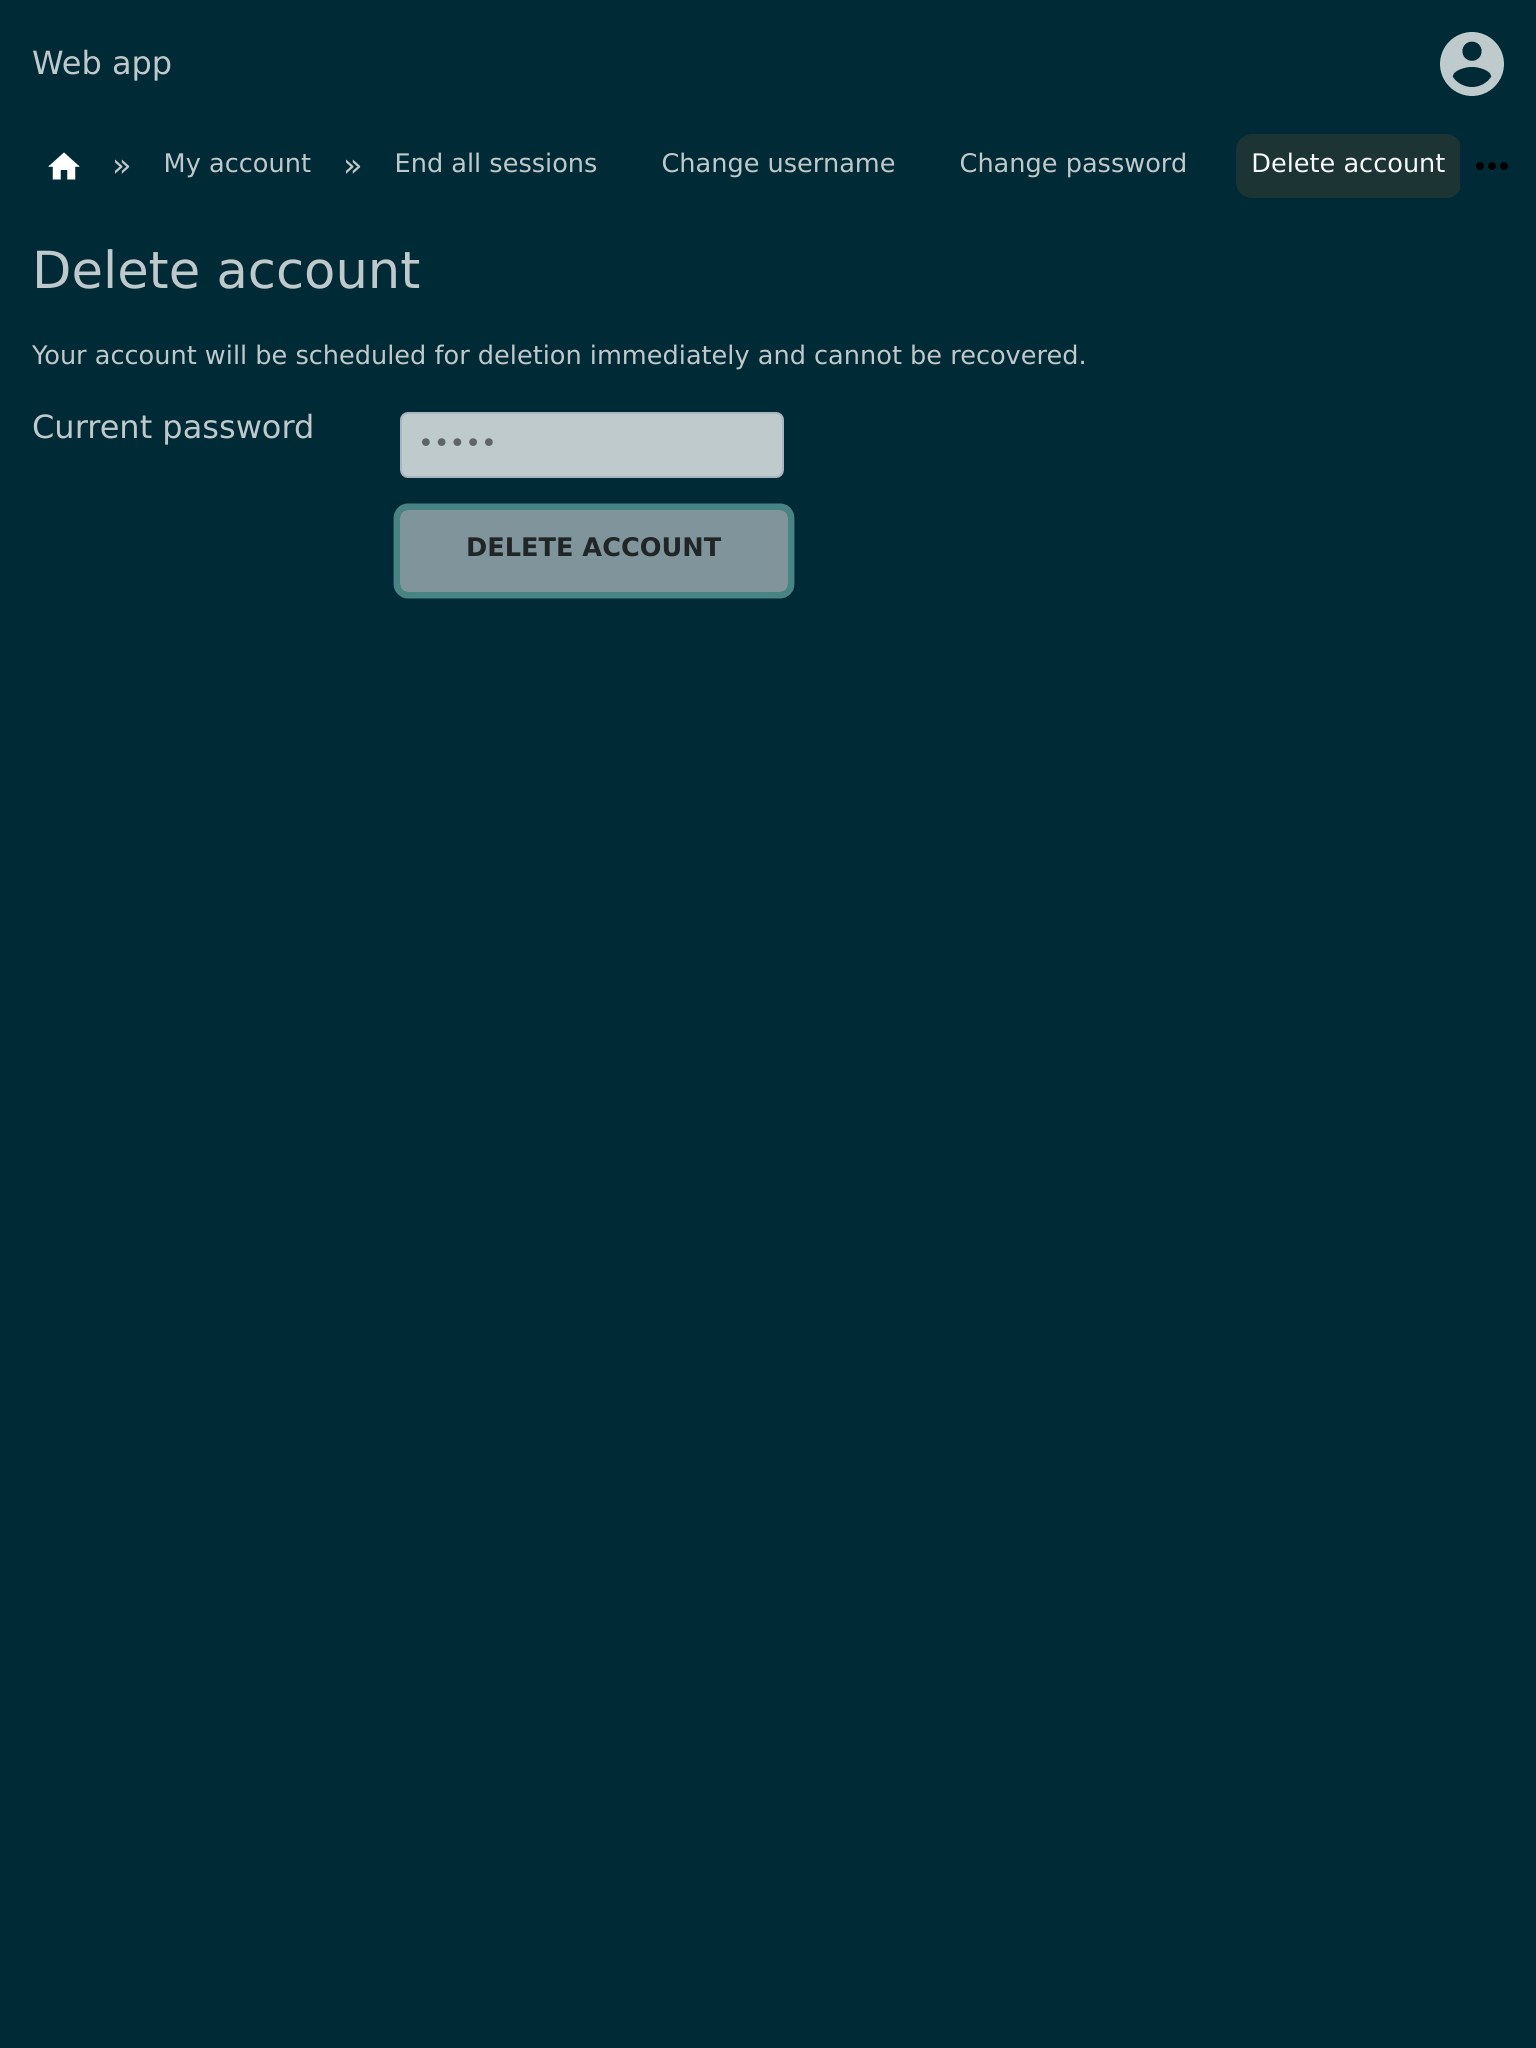 Web app
» My account » End all sessions Change username Change password Delete account •••
Delete account
Your account will be scheduled for deletion immediately and cannot be recovered.
Current password •••••
DELETE ACCOUNT